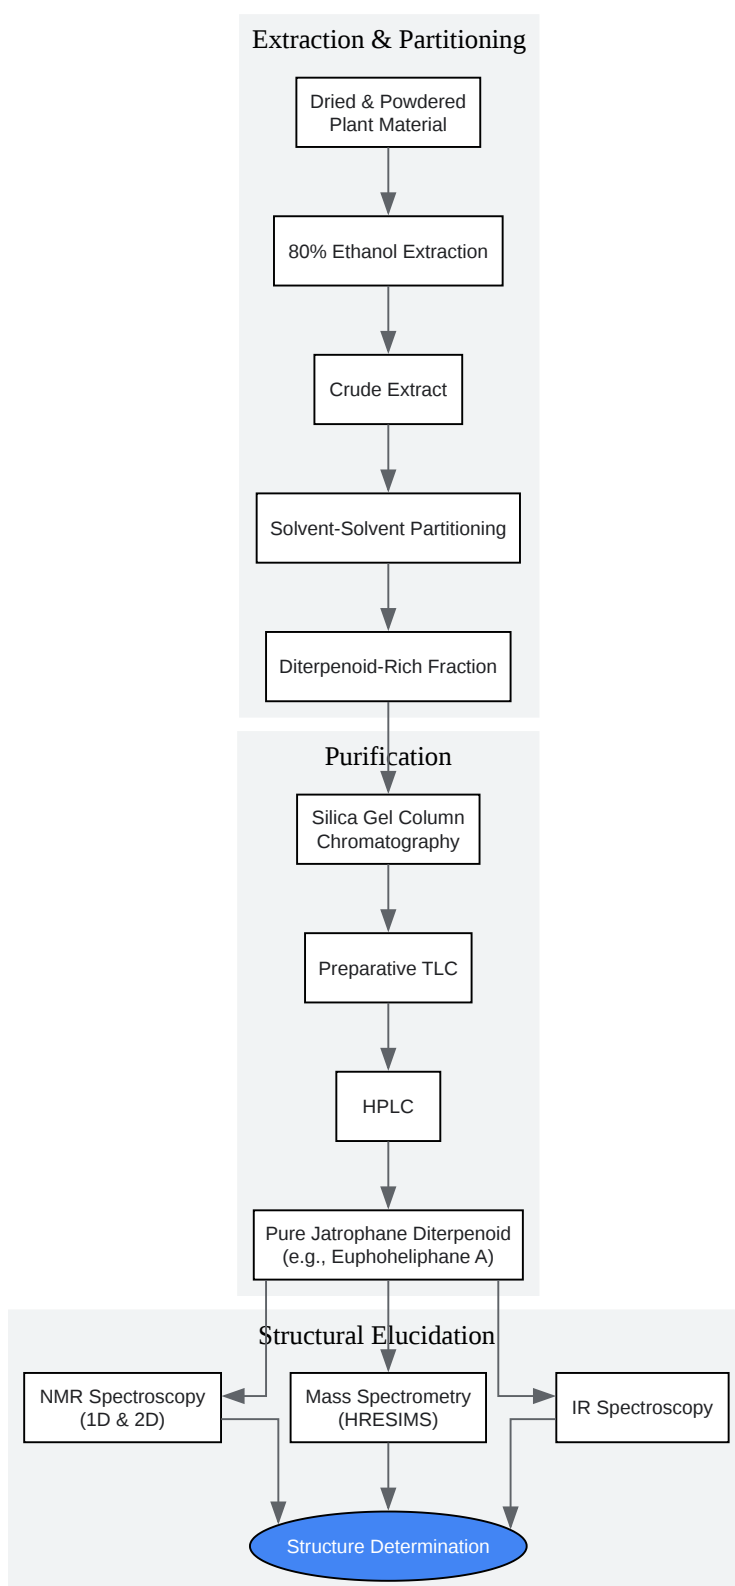 Extraction & Partitioning
Dried & Powdered
Plant Material
80% Ethanol Extraction
Crude Extract
Solvent-Solvent Partitioning
Diterpenoid-Rich Fraction
Purification
Silica Gel Column
Chromatography
Preparative TLC
HPLC
Pure Jatrophane Diterpenoid
(e.g., Euphoheliphane A)
Structural Elucidation
NMR Spectroscopy
(1D & 2D)
Mass Spectrometry
(HRESIMS)
IR Spectroscopy
Structure Determination